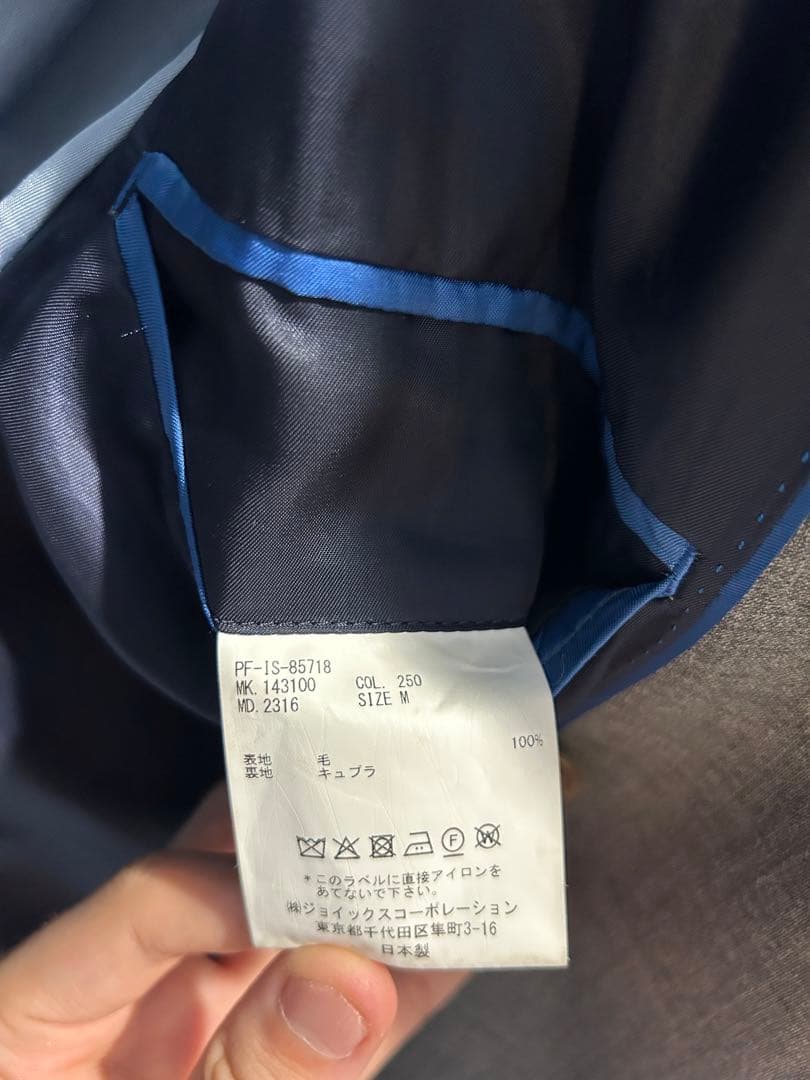 PF-IS-85718
MK. 143100 COL. 250
MD. 2316 SIZE M
100%
表地 毛
裏地 キュプラ
F W
*このラベルに直接アイロンを
あてないで下さい。
㈱ジョイックスコーポレーション
東京都千代田区隼町3-16
日本製